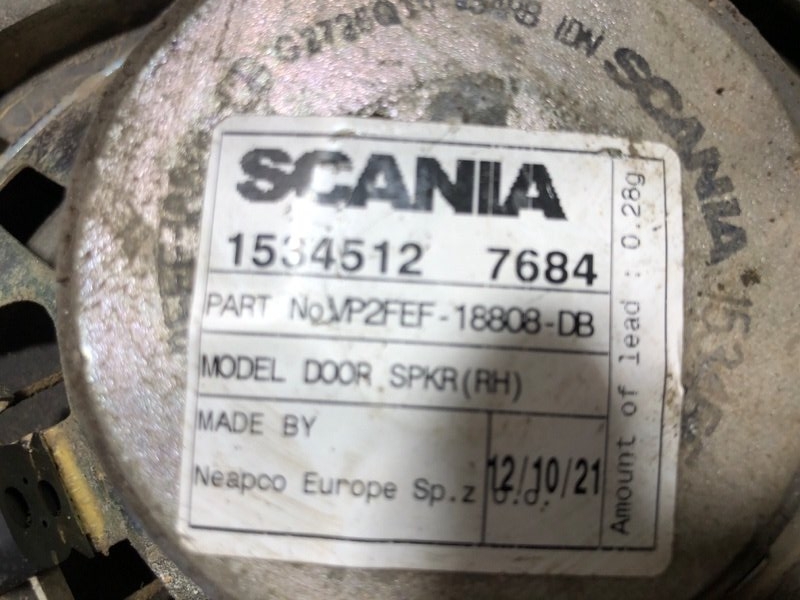 IDN
SCANIA
SCANIA
1534512 7684
PART No.VP2FEF-18808-DB
MODEL DOOR SPKR(RH)
MADE BY
Neapco Europe Sp.z o.o.
12/10/21
Amount of lead : 0.28g